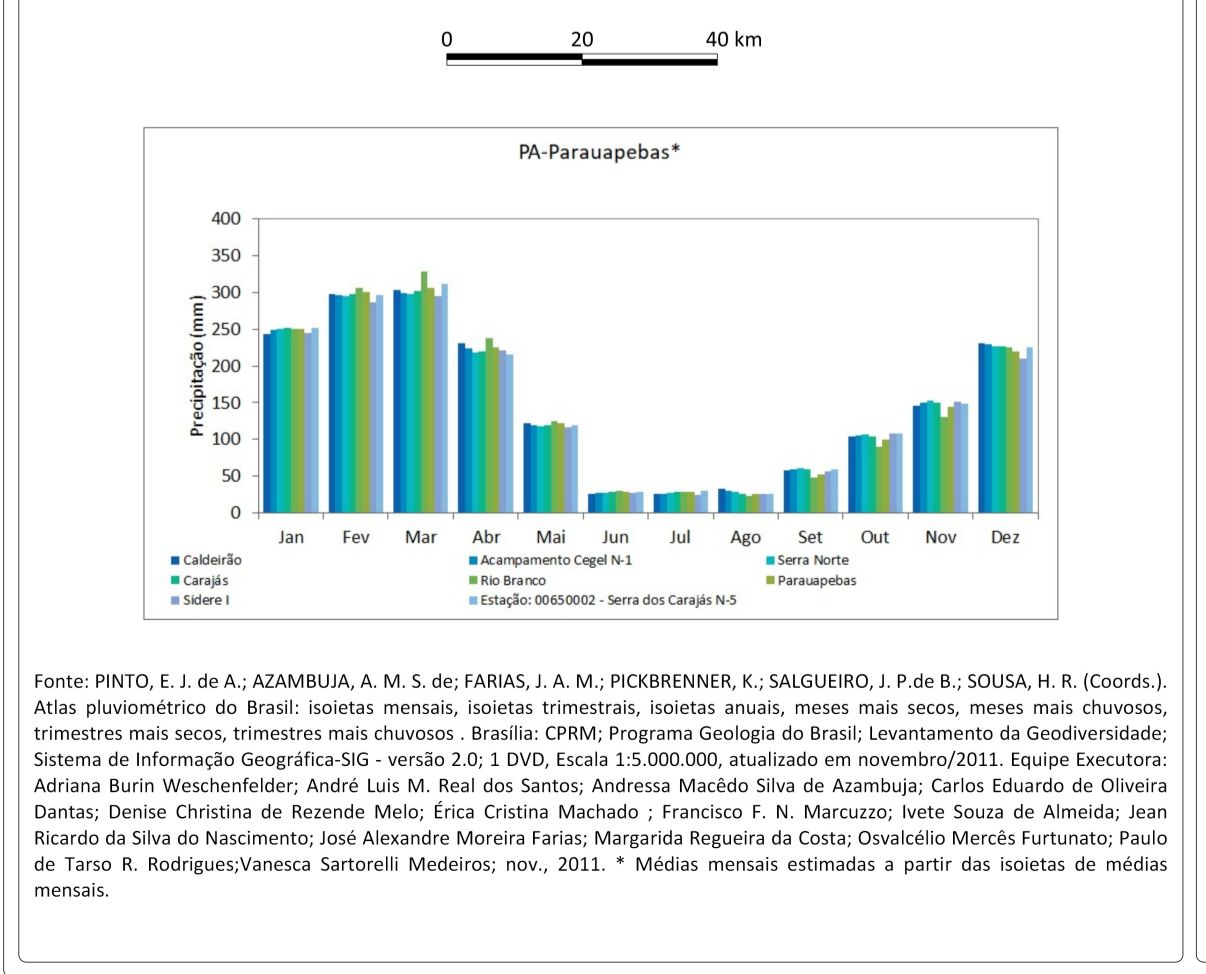 0 20 40 km
PA-Parauapebas*
Precipitação (mm)
400
350
300
250
200
150
100
50
0
Jan Fev Mar Abr Mai Jun Jul Ago Set Out Nov Dez
Caldeirão Acampamento Cegel N-1 Serra Norte
Carajás Rio Branco Parauapebas
Sidere I Estação: 00650002 - Serra dos Carajás N-5
Fonte: PINTO, E. J. de A.; AZAMBUJA, A. M. S. de; FARIAS, J. A. M.; PICKBRENNER, K.; SALGUEIRO, J. P.de B.; SOUSA, H. R. (Coords.).
Atlas pluviométrico do Brasil: isoietas mensais, isoietas trimestrais, isoietas anuais, meses mais secos, meses mais chuvosos,
trimestres mais secos, trimestres mais chuvosos . Brasília: CPRM; Programa Geologia do Brasil; Levantamento da Geodiversidade;
Sistema de Informação Geográfica-SIG - versão 2.0; 1 DVD, Escala 1:5.000.000, atualizado em novembro/2011. Equipe Executora:
Adriana Burin Weschenfelder; André Luis M. Real dos Santos; Andressa Macêdo Silva de Azambuja; Carlos Eduardo de Oliveira
Dantas; Denise Christina de Rezende Melo; Érica Cristina Machado ; Francisco F. N. Marcuzzo; Ivete Souza de Almeida; Jean
Ricardo da Silva do Nascimento; José Alexandre Moreira Farias; Margarida Regueira da Costa; Osvalcélio Mercês Furtunato; Paulo
de Tarso R. Rodrigues;Vanesca Sartorelli Medeiros; nov., 2011. * Médias mensais estimadas a partir das isoietas de médias
mensais.